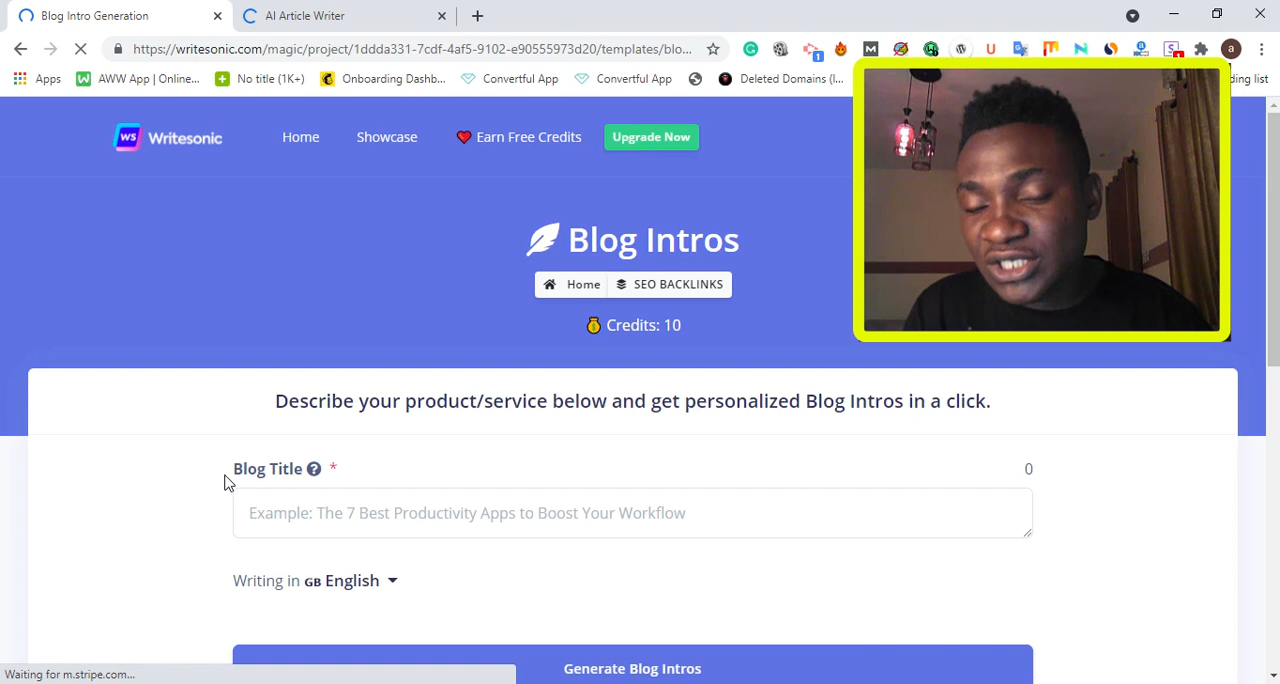 Blog Intro Generation
AI Article Writer
https://writesonic.com/magic/project/1ddda331-7cdf-4af5-9102-e90555973d20/templates/blo...
Apps
AWW App | Online...
No title (1K+)
Onboarding Dashb...
Convertful App
Convertful App
Deleted Domains (I...
ding list
WS Writesonic
Home
Showcase
Earn Free Credits
Upgrade Now
Blog Intros
Home
SEO BACKLINKS
Credits: 10
Describe your product/service below and get personalized Blog Intros in a click.
Blog Title ? *
0
Example: The 7 Best Productivity Apps to Boost Your Workflow
Writing in GB English
Generate Blog Intros
Waiting for m.stripe.com...